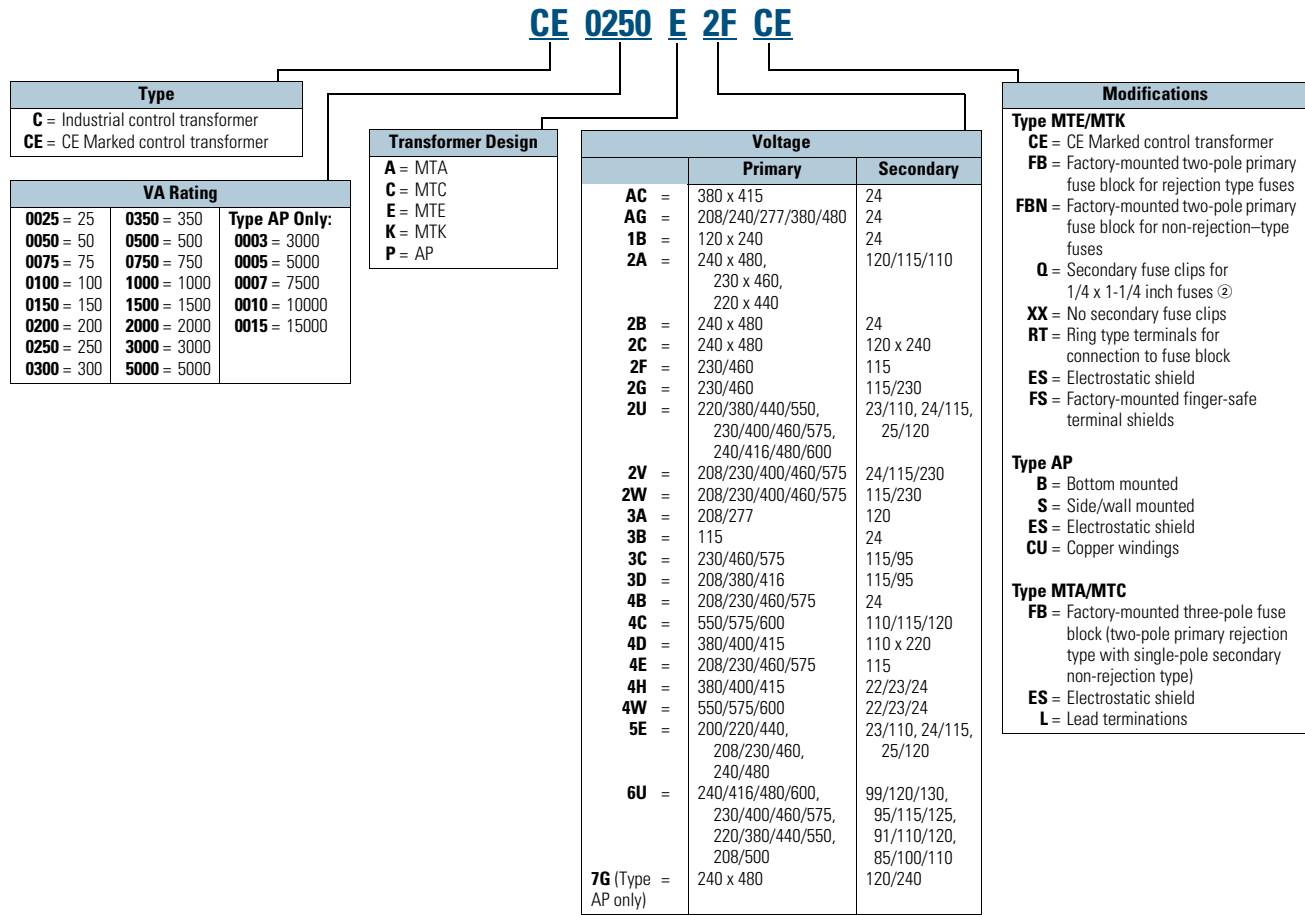 CE 0250 E 2F CE
Type
C = Industrial control transformer
CE = CE Marked control transformer
VA Rating
0025 = 25
0050 = 50
0075 = 75
0100 = 100
0150 = 150
0200 = 200
0250 = 250
0300 = 300
0350 = 350
0500 = 500
0750 = 750
1000 = 1000
1500 = 1500
2000 = 2000
3000 = 3000
5000 = 5000
Type AP Only:
0003 = 3000
0005 = 5000
0007 = 7500
0010 = 10000
0015 = 15000
Transformer Design
A = MTA
C = MTC
E = MTE
K = MTK
P = AP
Voltage
Primary Secondary
AC = 380 x 415 24
AG = 208/240/277/380/480 24
1B = 120 x 240 24
2A = 240 x 480, 120/115/110
230 x 460,
220 x 440
2B = 240 x 480 24
2C = 240 x 480 120 x 240
2F = 230/460 115
2G = 230/460 115/230
2U = 220/380/440/550, 23/110, 24/115,
230/400/460/575, 25/120
240/416/480/600
2V = 208/230/400/460/575 24/115/230
2W = 208/230/400/460/575 115/230
3A = 208/277 120
3B = 115 24
3C = 230/460/575 115/95
3D = 208/380/416 115/95
4B = 208/230/460/575 24
4C = 550/575/600 110/115/120
4D = 380/400/415 110 x 220
4E = 208/230/460/575 115
4H = 380/400/415 22/23/24
4W = 550/575/600 22/23/24
5E = 200/220/440, 23/110, 24/115,
208/230/460, 25/120
240/480
6U = 240/416/480/600, 99/120/130,
230/400/460/575, 95/115/125,
220/380/440/550, 91/110/120,
208/500 85/100/110
7G (Type = 240 x 480 120/240
AP only)
Modifications
Type MTE/MTK
CE = CE Marked control transformer
FB = Factory-mounted two-pole primary
fuse block for rejection type fuses
FBN = Factory-mounted two-pole primary
fuse block for non-rejection–type
fuses
Q = Secondary fuse clips for
1/4 x 1-1/4 inch fuses ②
XX = No secondary fuse clips
RT = Ring type terminals for
connection to fuse block
ES = Electrostatic shield
FS = Factory-mounted finger-safe
terminal shields
Type AP
B = Bottom mounted
S = Side/wall mounted
ES = Electrostatic shield
CU = Copper windings
Type MTA/MTC
FB = Factory-mounted three-pole fuse
block (two-pole primary rejection
type with single-pole secondary
non-rejection type)
ES = Electrostatic shield
L = Lead terminations